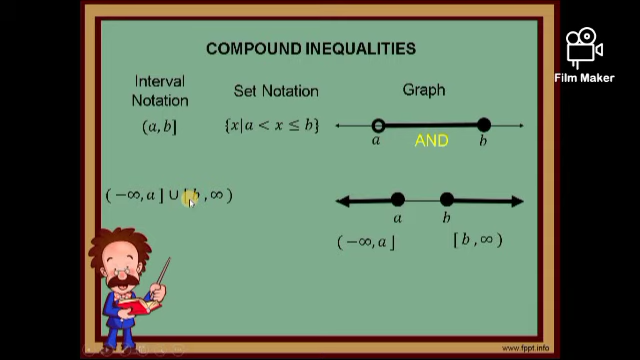 COMPOUND INEQUALITIES
Interval Notation
Set Notation
Graph
(a, b]
{x|a < x ≤ b}
a AND b
(−∞, a] ∪ [b, ∞)
a b
(−∞, a]
[b, ∞)
Film Maker
www.fppt.info